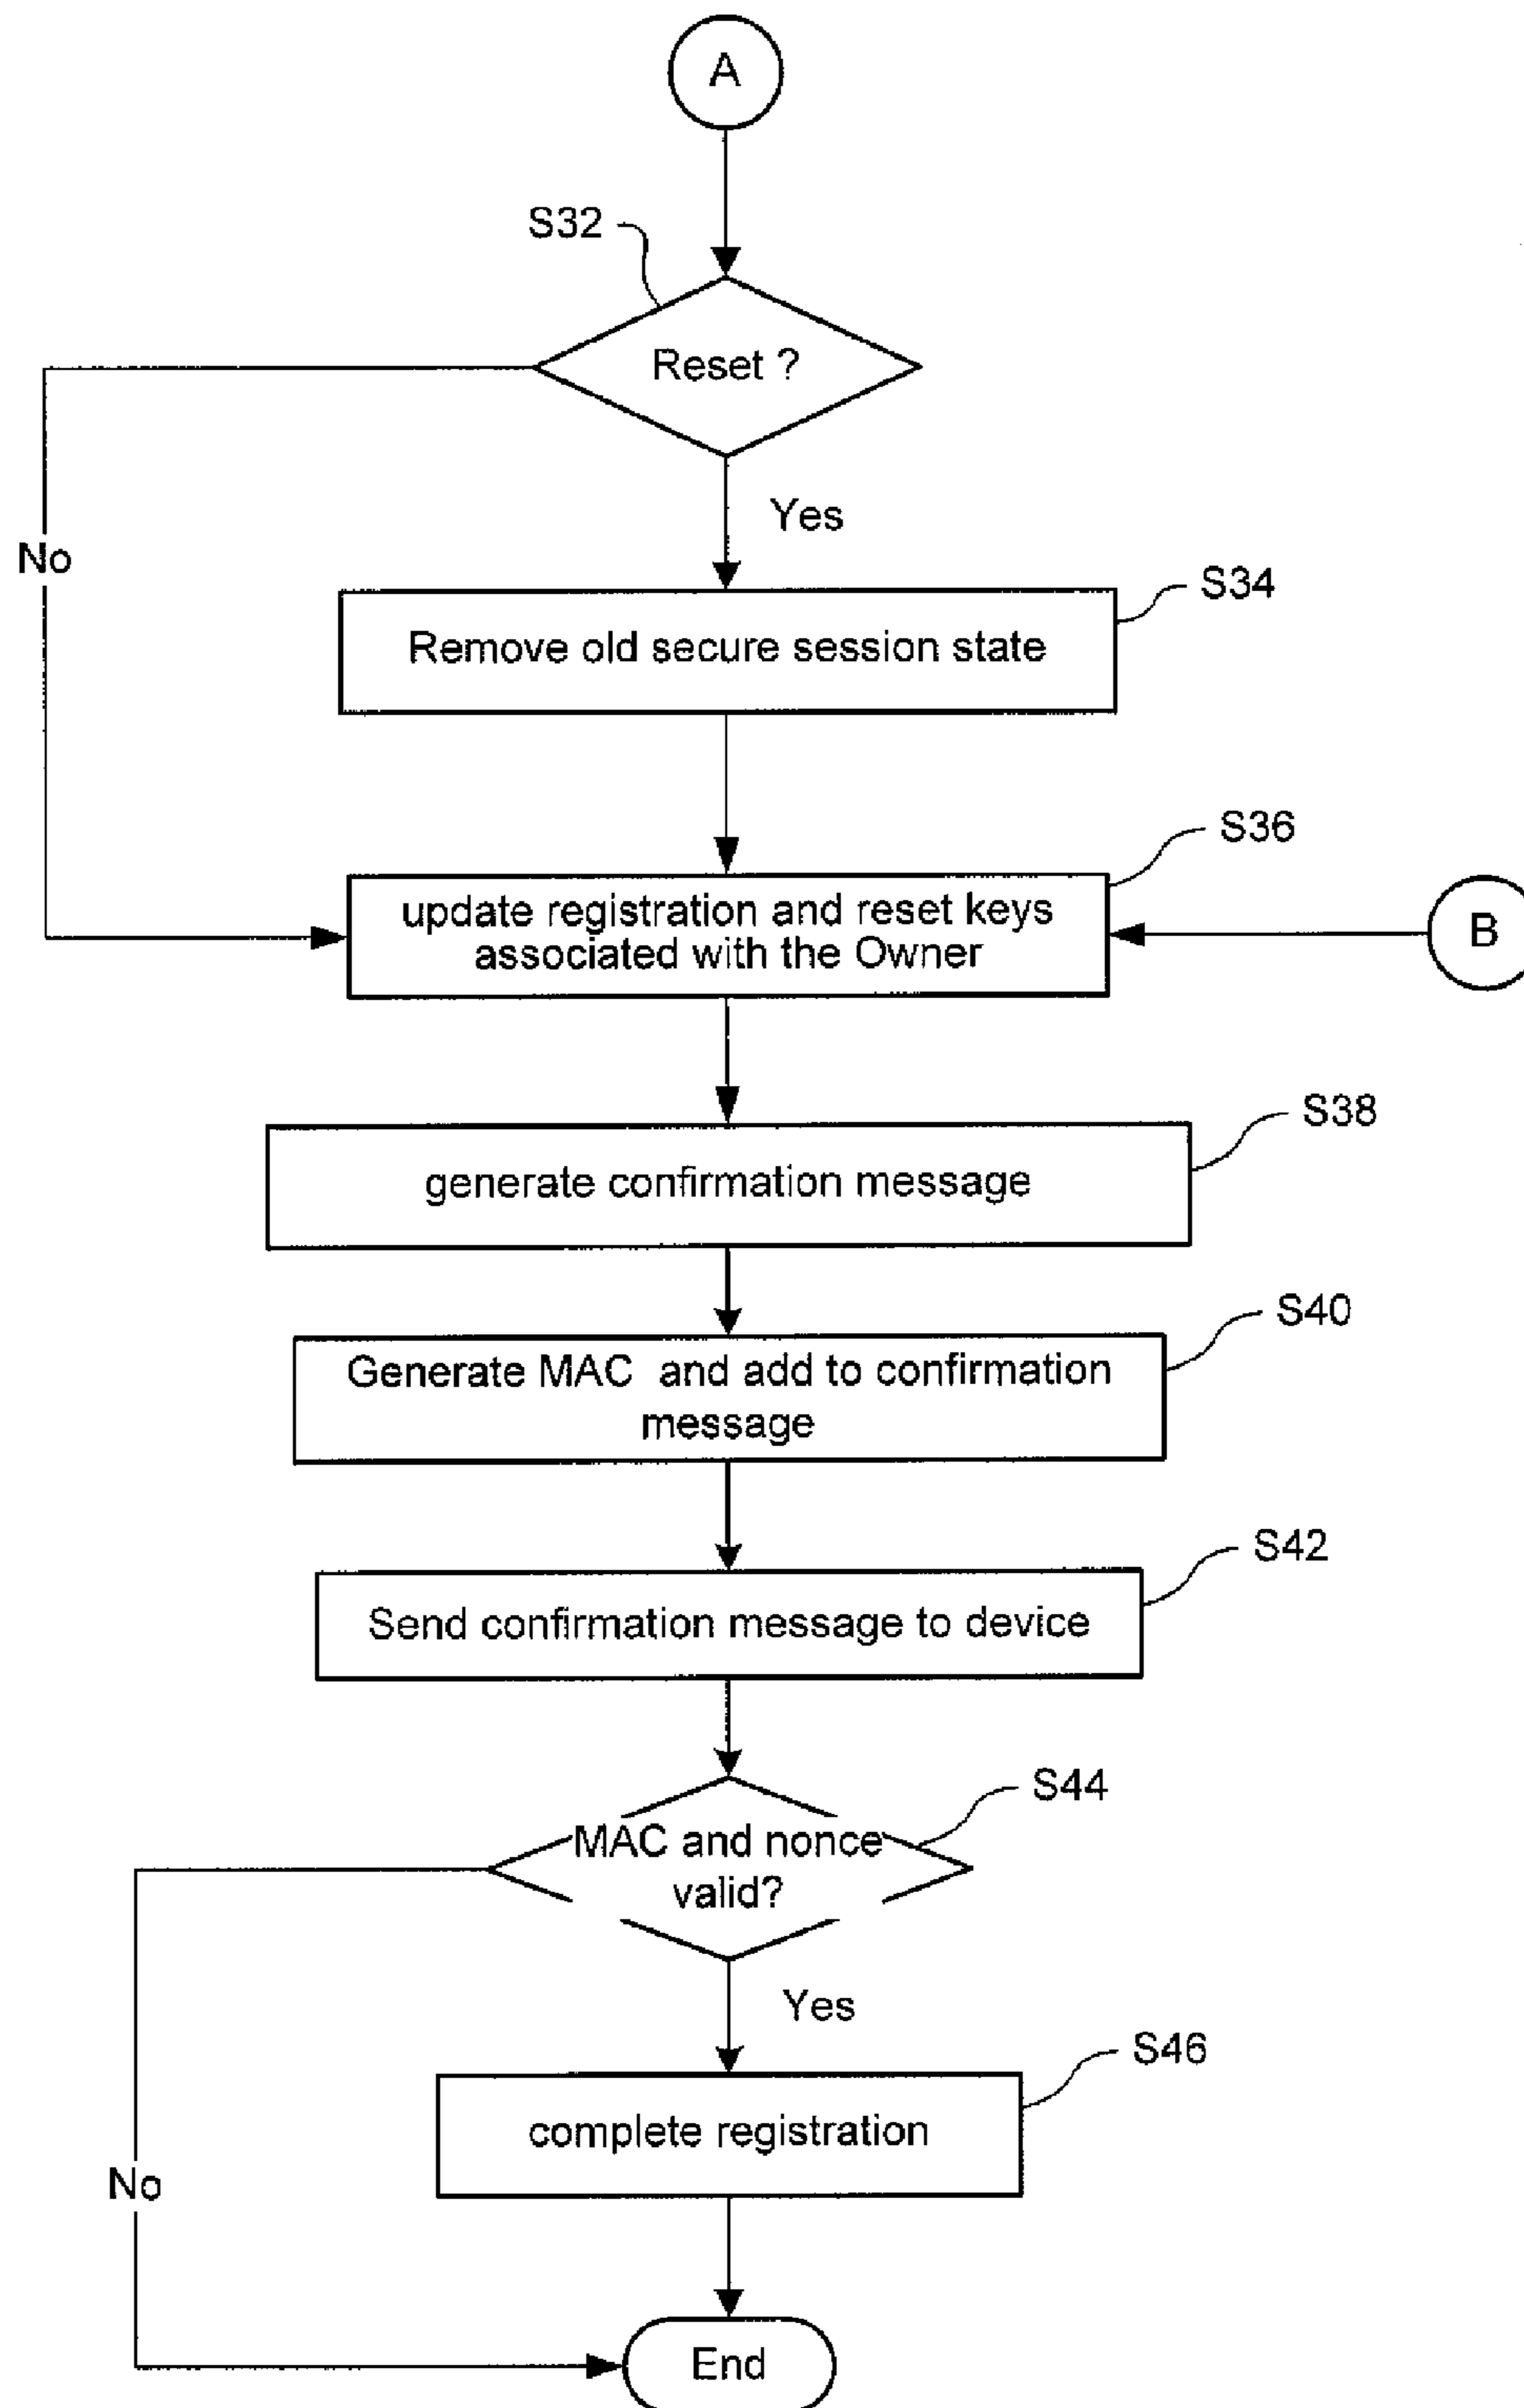 A
S32
Reset ?
Yes
No
S34
Remove old secure session state
S36
update registration and reset keys
associated with the Owner
B
S38
generate confirmation message
S40
Generate MAC and add to confirmation
message
S42
Send confirmation message to device
S44
MAC and nonce
valid?
Yes
S46
complete registration
No
End